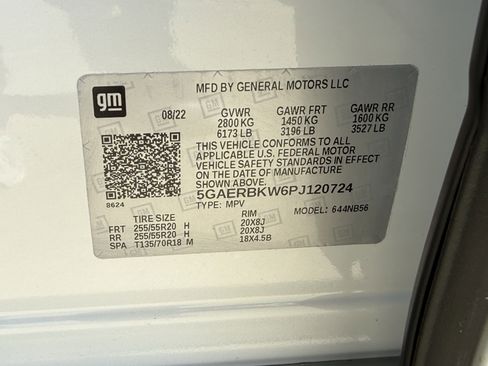 gm
MFD BY GENERAL MOTORS LLC
08/22 GVWR GAWR FRT GAWR RR
2800 KG 1450 KG 1600 KG
6173 LB 3196 LB 3527 LB
THIS VEHICLE CONFORMS TO ALL
APPLICABLE U.S. FEDERAL MOTOR
VEHICLE SAFETY STANDARDS IN EFFECT
ON THE DATE OF MANUFACTURE
SHOWN ABOVE.
8624 5GAERBKW6PJ120724
TYPE: MPV MODEL: 644NB56
TIRE SIZE RIM
FRT 255/55R20 H 20X8J
RR 255/55R20 H 20X8J
SPA T135/70R18 M 18X4.5B